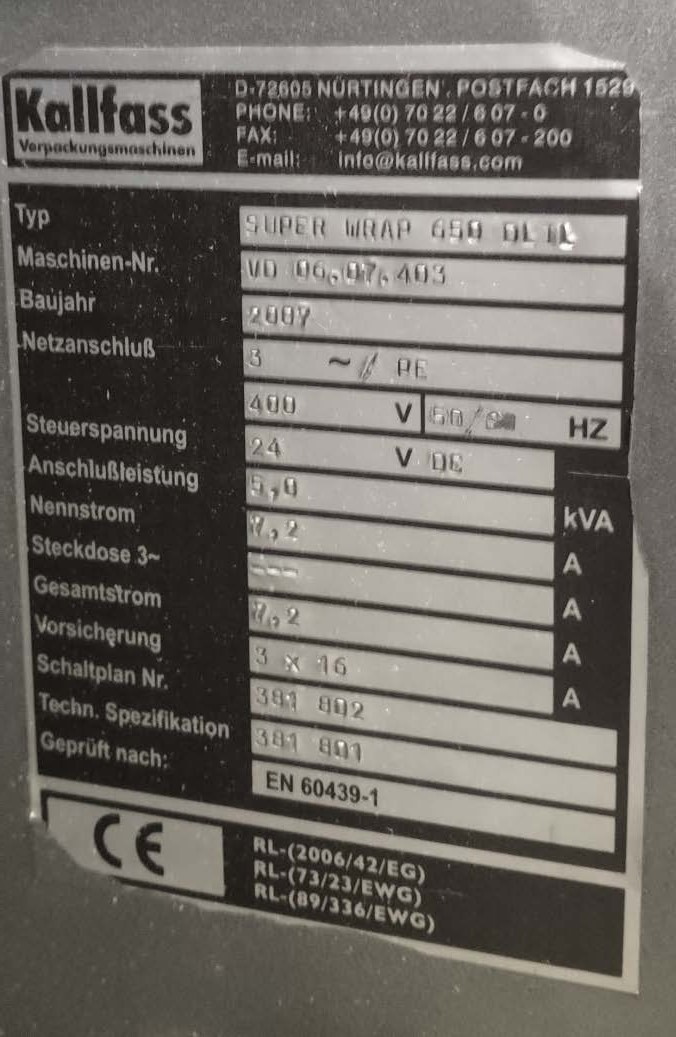 Kallfass
Verpackungsmaschinen
D-72605 NÜRTINGEN . POSTFACH 1529
PHONE: +49(0) 70 22 / 6 07 - 0
FAX: +49(0) 70 22 / 6 07 - 200
E-mail: info@kallfass.com
Typ SUPER WRAP 650 DLTL
Maschinen-Nr. VD 06.07.403
Baujahr 2007
Netzanschluß 3 ~ // PE
400 V 50/60 HZ
Steuerspannung 24 V DC
Anschlußleistung 5,0 kVA
Nennstrom 7,2 A
Steckdose 3~ --- A
Gesamtstrom 7,2 A
Vorsicherung 3 x 16 A
Schaltplan Nr. 381 802
Techn. Spezifikation 381 801
Geprüft nach: EN 60439-1
CE
RL-(2006/42/EG)
RL-(73/23/EWG)
RL-(89/336/EWG)